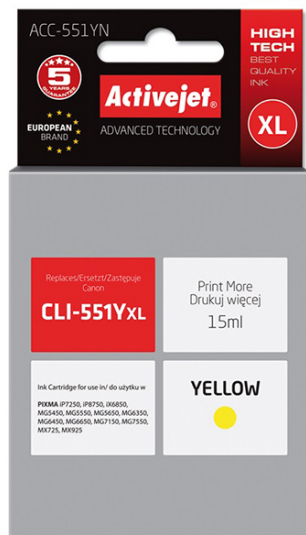 ACC-551YN
HIGH
TECH
BEST
QUALITY
INK
5
YEARS
GUARANTEE
Activejet®
EUROPEAN
BRAND
ADVANCED TECHNOLOGY
XL
Replaces/Ersetzt/Zastępuje
Canon
CLI-551YXL
Print More
Drukuj więcej
15ml
Ink Cartridge for use in/ do użytku w
PIXMA iP7250, iP8750, iX6850,
MG5450, MG5550, MG5650, MG6350,
MG6450, MG6650, MG7150, MG7550,
MX725, MX925
YELLOW